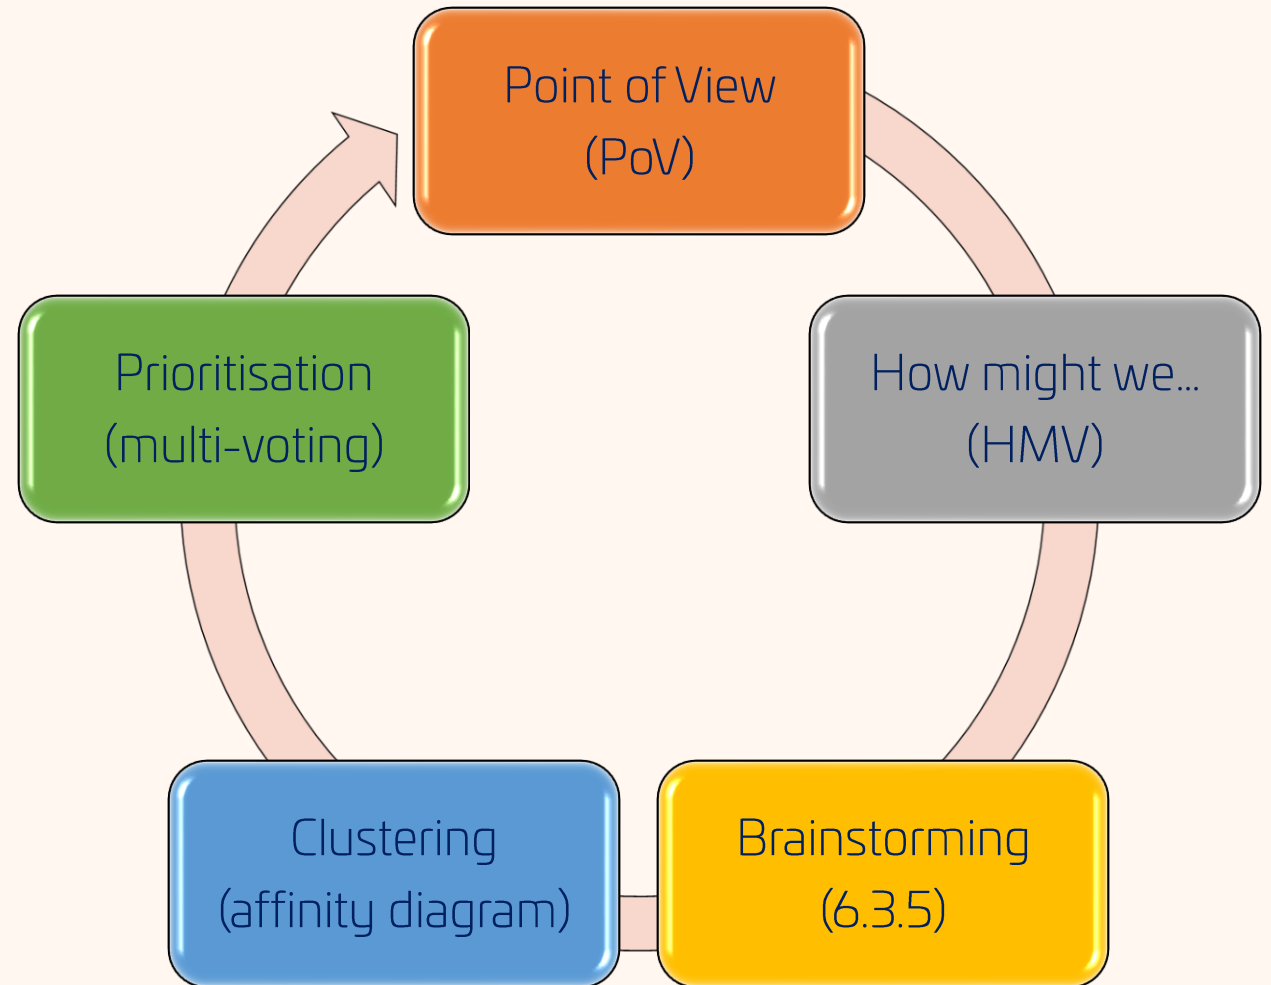 Point of View
(PoV)
How might we...
(HMV)
Brainstorming
(6.3.5)
Clustering
(affinity diagram)
Prioritisation
(multi-voting)